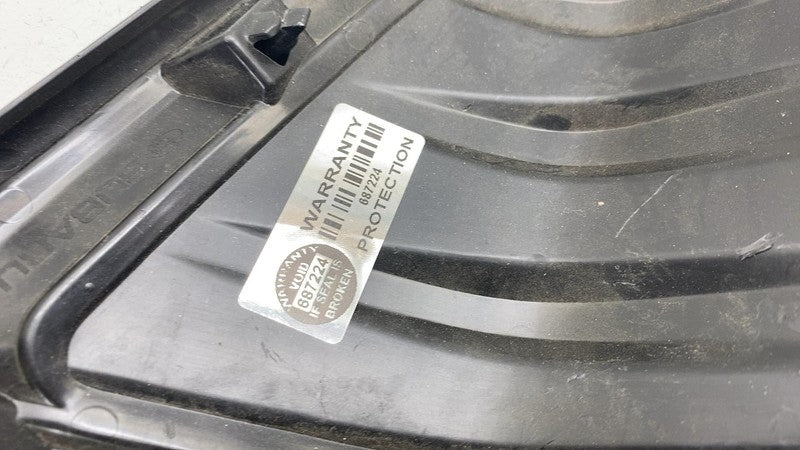 WARRANTY
687224
PROTECTION
WARRANTY
VOID
687224
IF SEAL IS
BROKEN